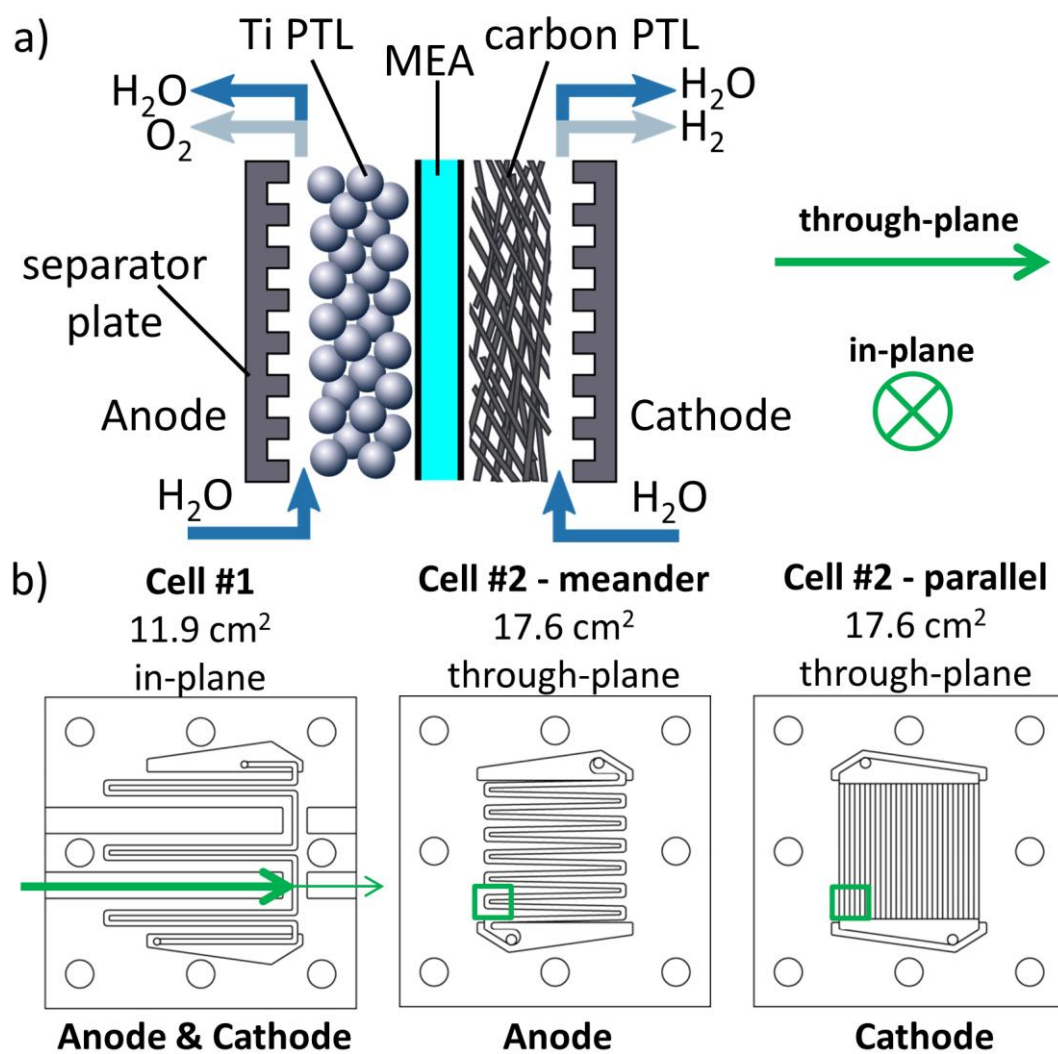 a)
Ti PTL
carbon PTL
MEA
H₂O
O₂
H₂O
H₂
separator
plate
through-plane
in-plane
Anode
Cathode
H₂O
H₂O
b)
Cell #1
11.9 cm²
in-plane
Cell #2 - meander
17.6 cm²
through-plane
Cell #2 - parallel
17.6 cm²
through-plane
Anode & Cathode
Anode
Cathode